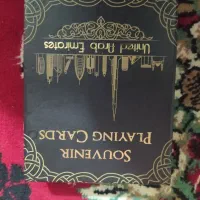 SOUVENIR
PLAYING CARDS
United Arab Emirates